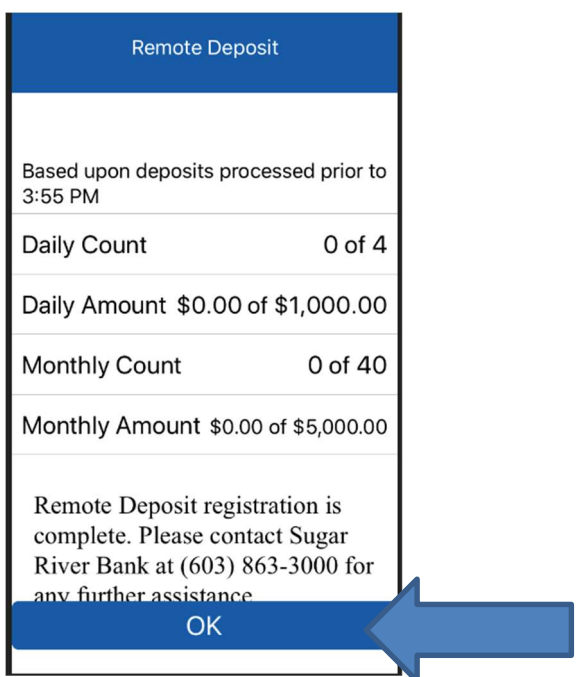 Remote Deposit
Based upon deposits processed prior to
3:55 PM
Daily Count 0 of 4
Daily Amount $0.00 of $1,000.00
Monthly Count 0 of 40
Monthly Amount $0.00 of $5,000.00
Remote Deposit registration is
complete. Please contact Sugar
River Bank at (603) 863-3000 for
any further assistance
OK